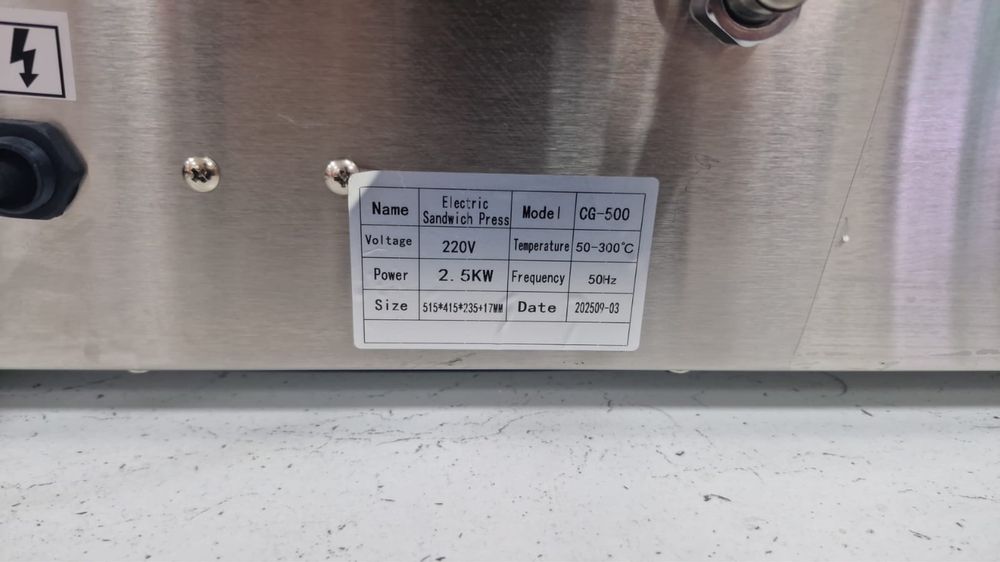 Name Electric Sandwich Press Model CG-500
Voltage 220V Temperature 50-300℃
Power 2.5KW Frequency 50Hz
Size 515*415*235+17MM Date 202509-03